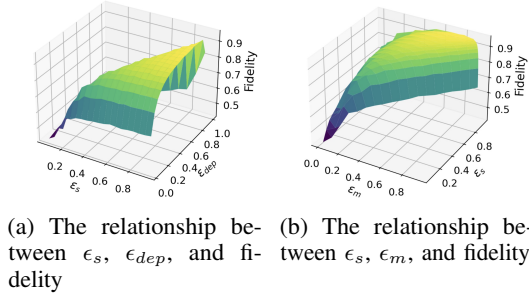 0.9
0.8
0.7
0.6
0.5
Fidelity
1.0
0.8
0.6
0.4
0.2
0.0
ϵdep
0.2 0.4 0.6 0.8
ϵs
0.9
0.8
0.7
0.6
0.5
Fidelity
0.8
0.6
0.4
0.2
ϵs
0.0 0.2 0.4 0.6 0.8
ϵm
(a) The relationship be-
tween ϵs, ϵdep, and fi-
delity
(b) The relationship be-
tween ϵs, ϵm, and fidelity